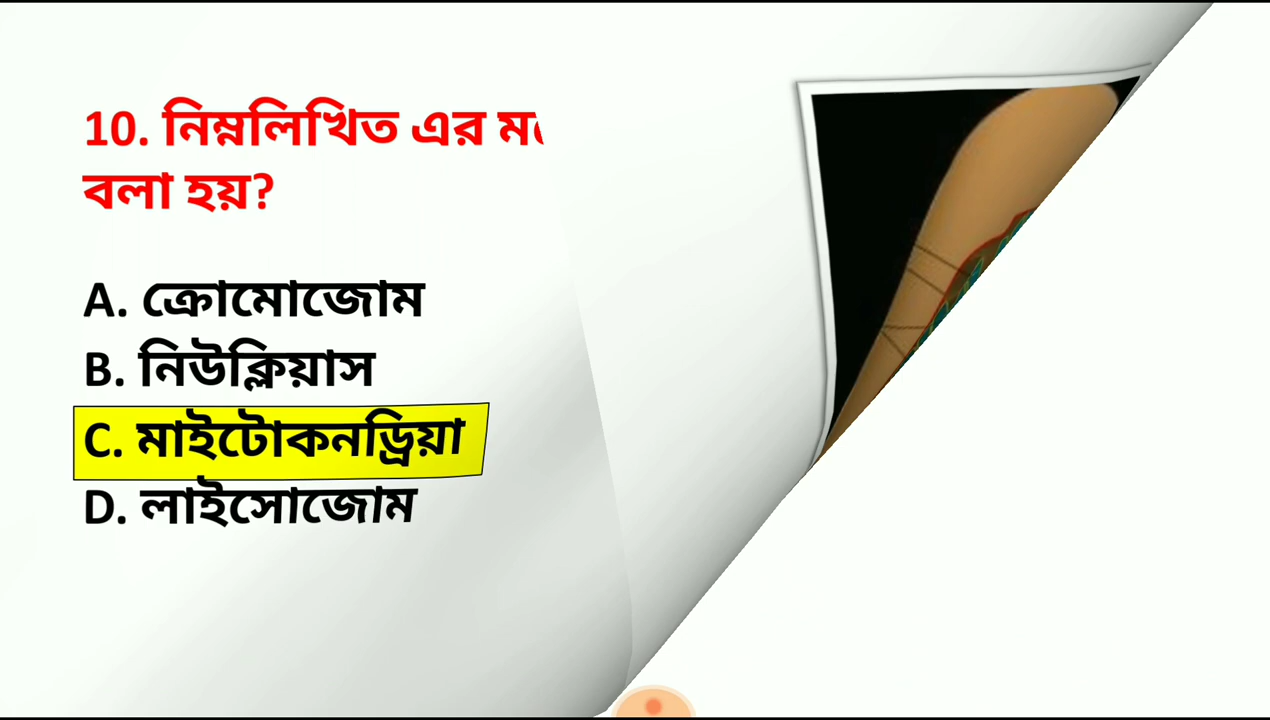 10. নিম্নলিখিত এর
বলা হয়?
A. ক্রোমোজোম
B. নিউক্লিয়াস
C. মাইটোকনড্রিয়া
D. লাইসোজোম